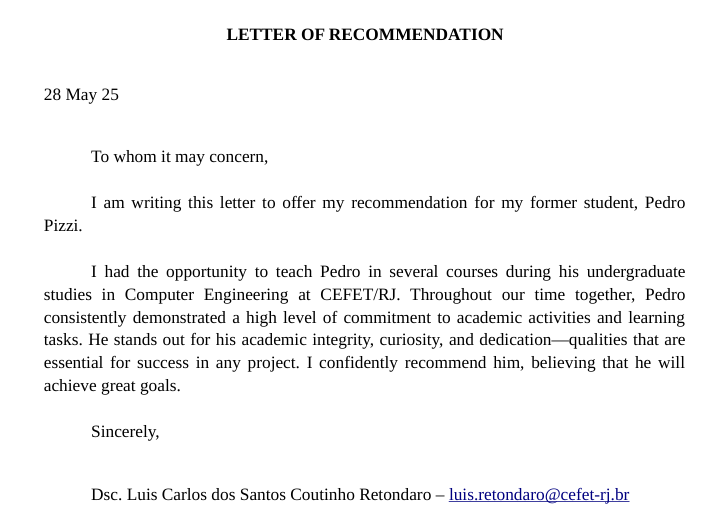 LETTER OF RECOMMENDATION
28 May 25
To whom it may concern,
I am writing this letter to offer my recommendation for my former student, Pedro
Pizzi.
I had the opportunity to teach Pedro in several courses during his undergraduate
studies in Computer Engineering at CEFET/RJ. Throughout our time together, Pedro
consistently demonstrated a high level of commitment to academic activities and learning
tasks. He stands out for his academic integrity, curiosity, and dedication—qualities that are
essential for success in any project. I confidently recommend him, believing that he will
achieve great goals.
Sincerely,
Dsc. Luis Carlos dos Santos Coutinho Retondaro – luis.retondaro@cefet-rj.br